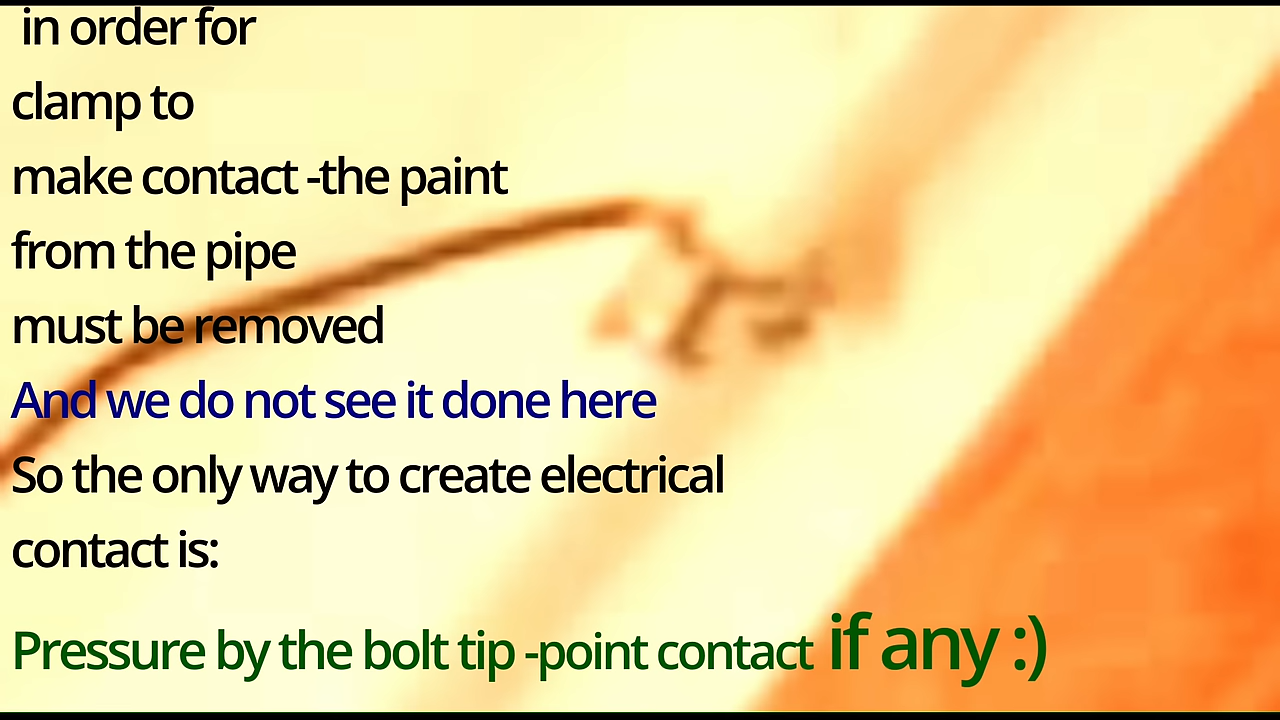 in order for
clamp to
make contact -the paint
from the pipe
must be removed
And we do not see it done here
So the only way to create electrical
contact is:
Pressure by the bolt tip -point contact if any :)